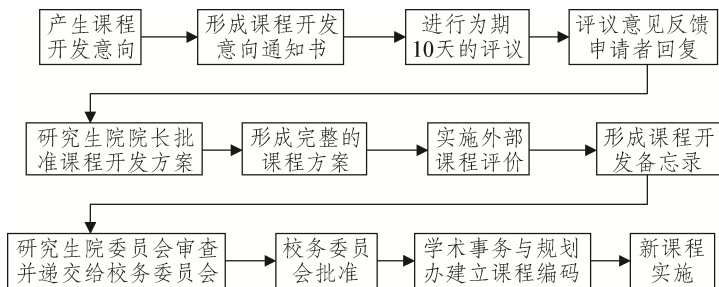 产生课程
开发意向
形成课程开发
意向通知书
进行为期
10天的评议
评议意见反馈
申请者回复
研究生院院长批
准课程开发方案
形成完整的
课程方案
实施外部
课程评价
形成课程开
发备忘录
研究生院委员会审查
并递交给校务委员会
校务委员
会批准
学术事务与规划
办建立课程编码
新课程
实施